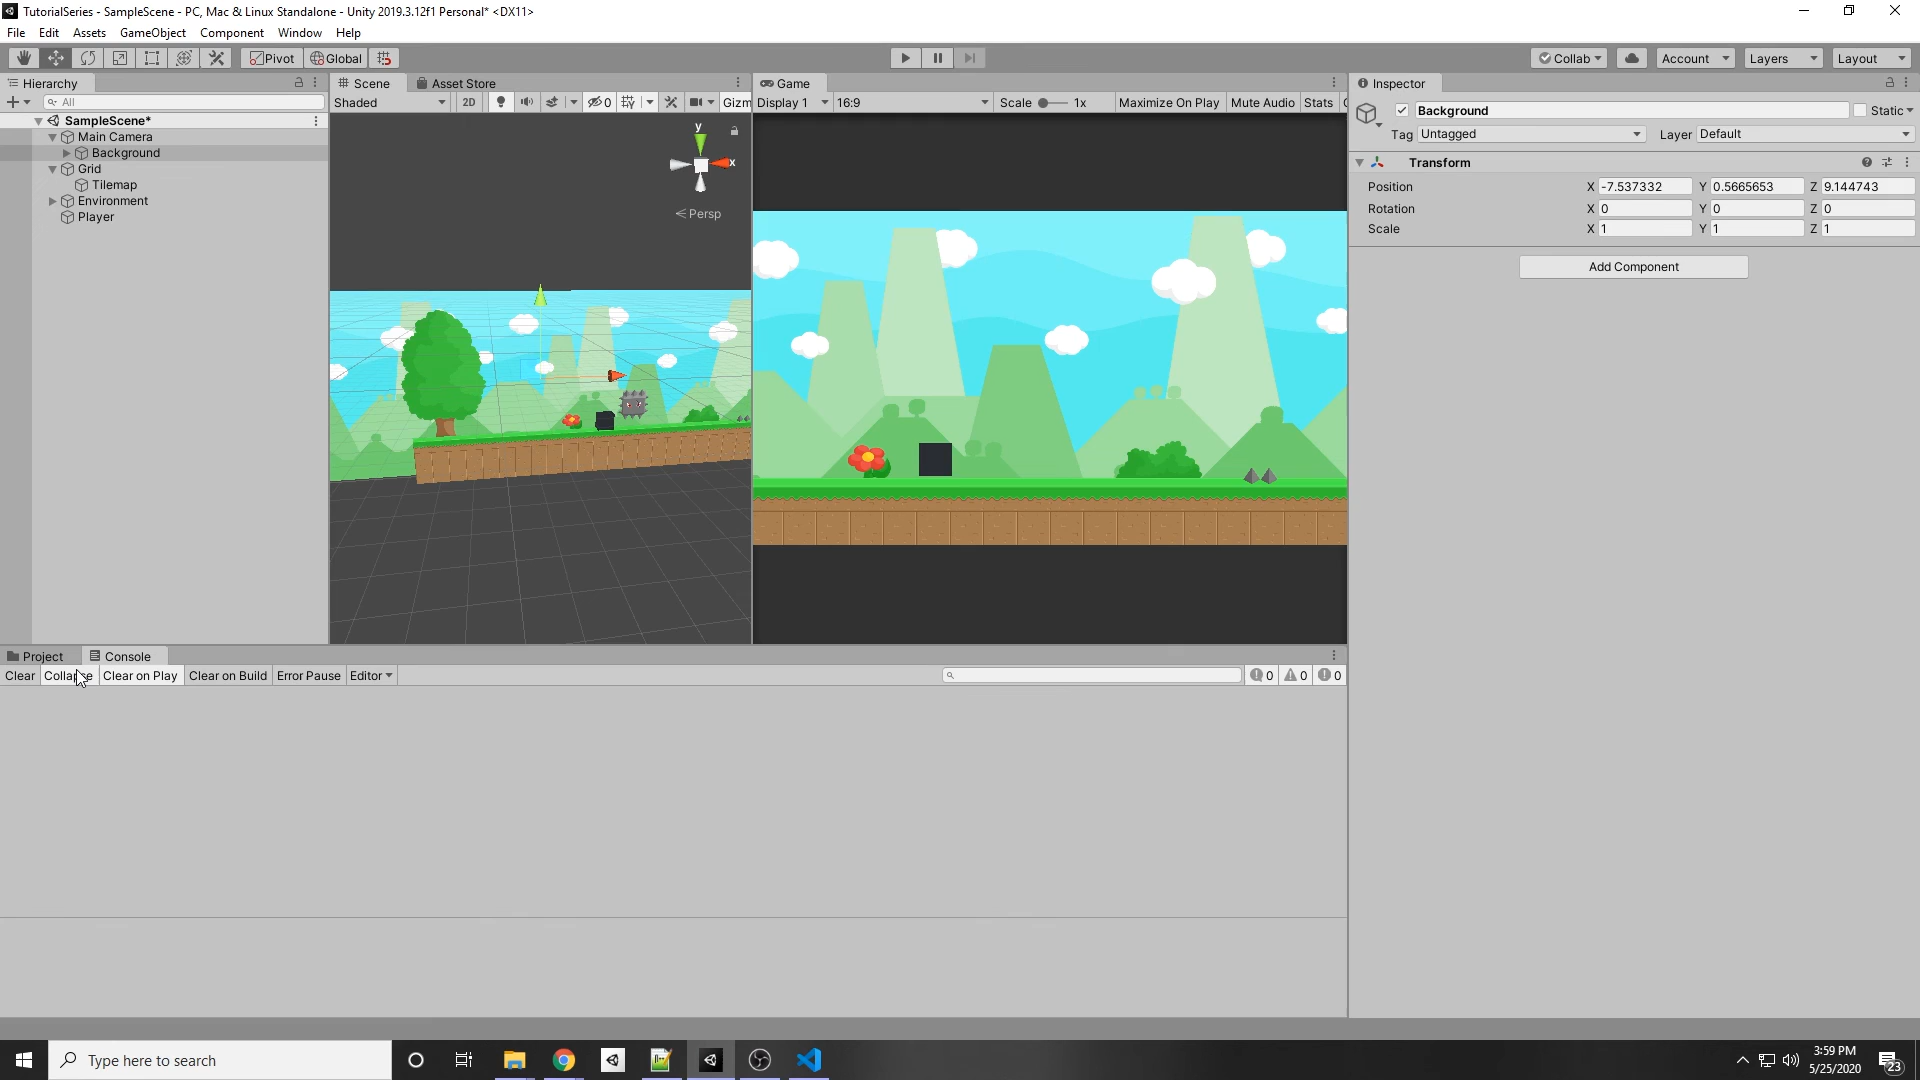 TutorialSeries - SampleScene - PC, Mac & Linux Standalone - Unity 2019.3.12f1 Personal* <DX11>
File Edit Assets GameObject Component Window Help
Pivot Global Collab Account Layers Layout
Hierarchy
All
SampleScene*
Main Camera
Background
Grid
Tilemap
Environment
Player
Scene Asset Store
Shaded 2D 0 Gizm
y
x
Persp
Game
Display 1 16:9 Scale 1x Maximize On Play Mute Audio Stats
Inspector
Background Static
Tag Untagged Layer Default
Transform
Position X -7.537332 Y 0.5665653 Z 9.144743
Rotation X 0 Y 0 Z 0
Scale X 1 Y 1 Z 1
Add Component
Project Console
Clear Collapse Clear on Play Clear on Build Error Pause Editor 0 0 0
Type here to search
3:59 PM
5/25/2020
23